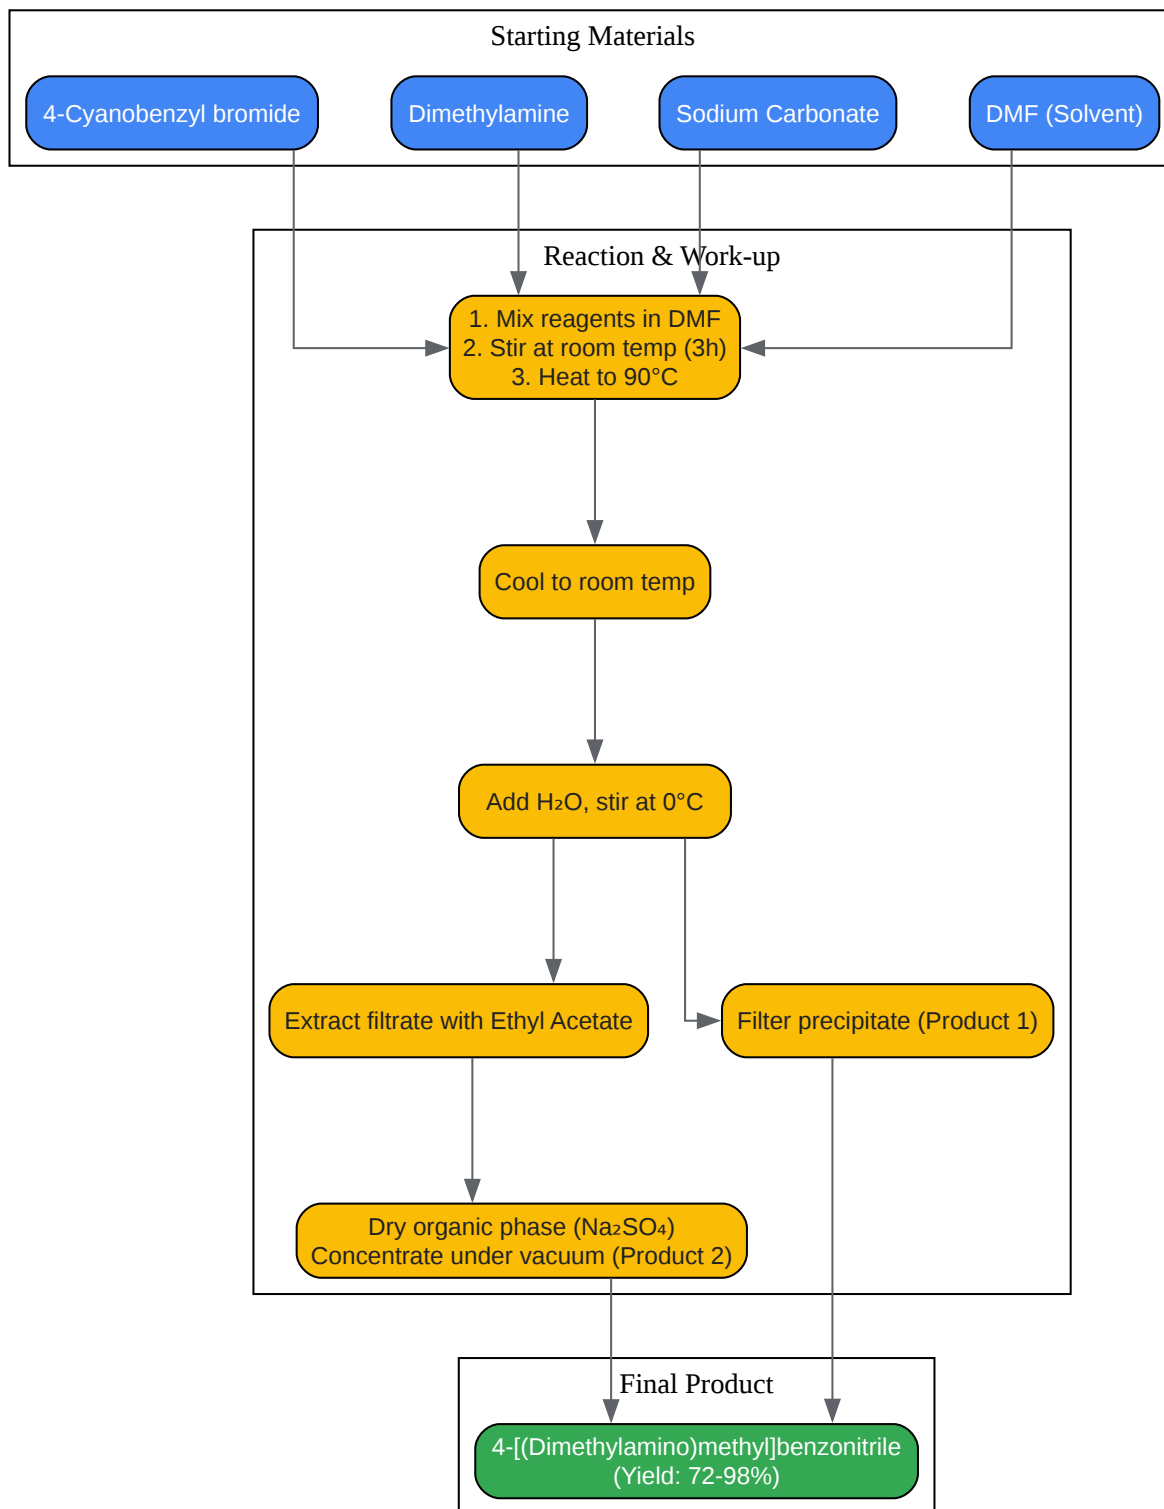 Starting Materials
4-Cyanobenzyl bromide
Dimethylamine
Sodium Carbonate
DMF (Solvent)
Reaction & Work-up
1. Mix reagents in DMF
2. Stir at room temp (3h)
3. Heat to 90°C
Cool to room temp
Add H₂O, stir at 0°C
Extract filtrate with Ethyl Acetate
Filter precipitate (Product 1)
Dry organic phase (Na₂SO₄)
Concentrate under vacuum (Product 2)
Final Product
4-[(Dimethylamino)methyl]benzonitrile
(Yield: 72-98%)